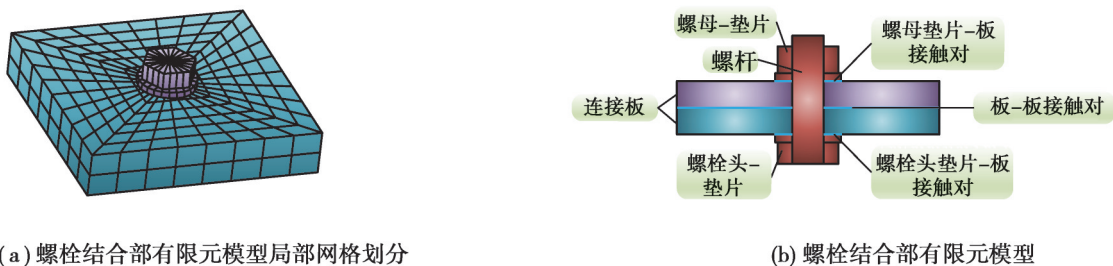 螺母-垫片
螺杆
连接板
螺栓头-
垫片
螺母垫片-板
接触对
板-板接触对
螺栓头垫片-板
接触对
(a)螺栓结合部有限元模型局部网格划分
(b) 螺栓结合部有限元模型